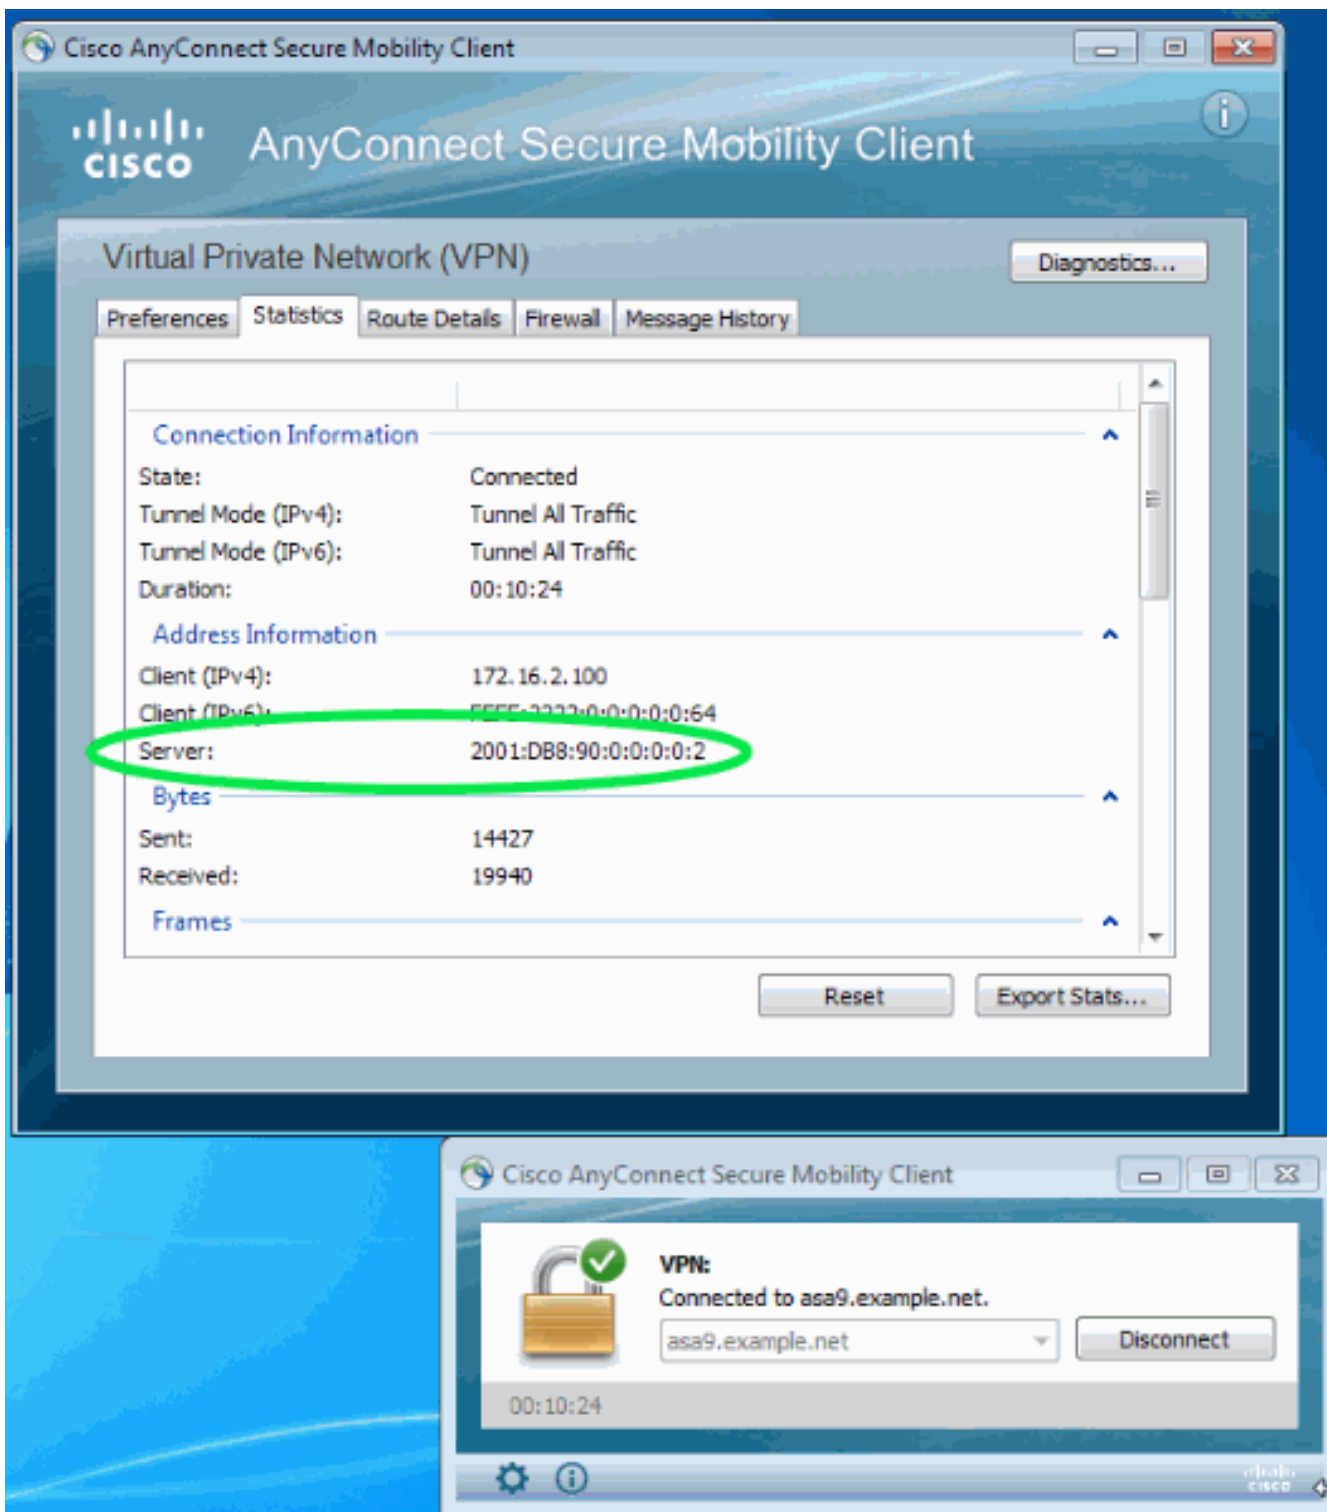 Cisco AnyConnect Secure Mobility Client
CISCO AnyConnect Secure Mobility Client
Virtual Private Network (VPN)
Diagnostics...
Preferences Statistics Route Details Firewall Message History
Connection Information
State: Connected
Tunnel Mode (IPv4): Tunnel All Traffic
Tunnel Mode (IPv6): Tunnel All Traffic
Duration: 00:10:24
Address Information
Client (IPv4): 172.16.2.100
Client (IPv6):
Server: 2001:DB8:90:0:0:0:0:2
Bytes
Sent: 14427
Received: 19940
Frames
Reset Export Stats...
Cisco AnyConnect Secure Mobility Client
VPN:
Connected to asa9.example.net.
asa9.example.net Disconnect
00:10:24
CISCO